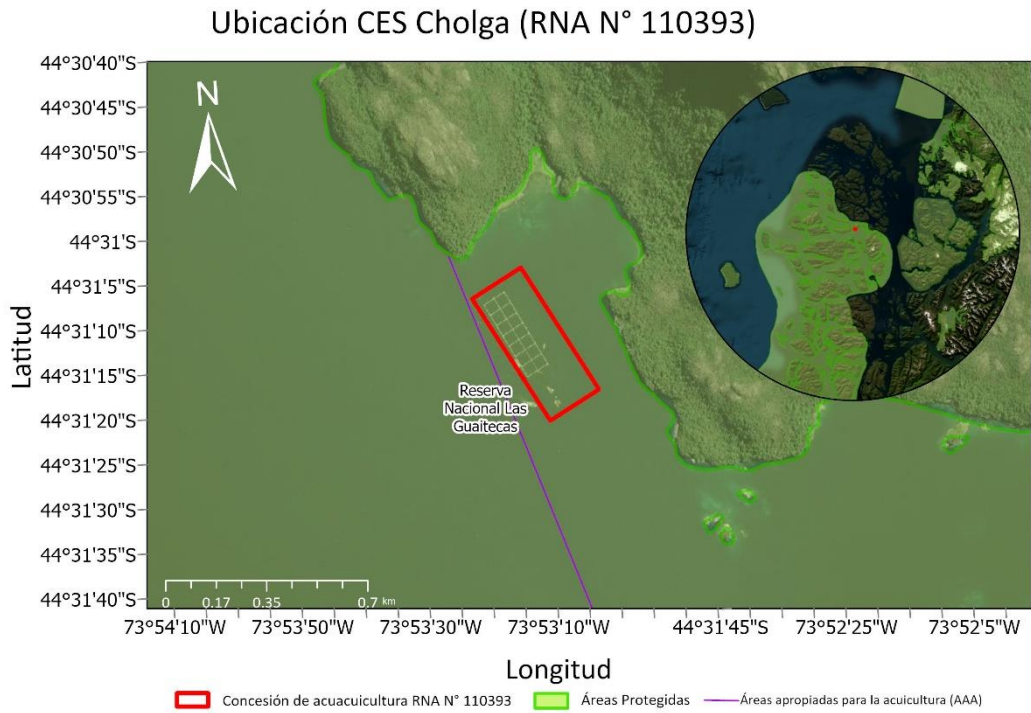 Ubicación CES Cholga (RNA N° 110393)
44°30'40"S
44°30'45"S
44°30'50"S
44°30'55"S
44°31'S
44°31'5"S
44°31'10"S
44°31'15"S
44°31'20"S
44°31'25"S
44°31'30"S
44°31'35"S
44°31'40"S
Latitud
N
Reserva
Nacional Las
Guaitecas
0 0.17 0.35 0.7 km
73°54'10"W 73°53'50"W 73°53'30"W 73°53'10"W 44°31'45"S 73°52'25"W 73°52'5"W
Longitud
Concesión de acuacuicultura RNA N° 110393 Áreas Protegidas Áreas apropiadas para la acuicultura (AAA)